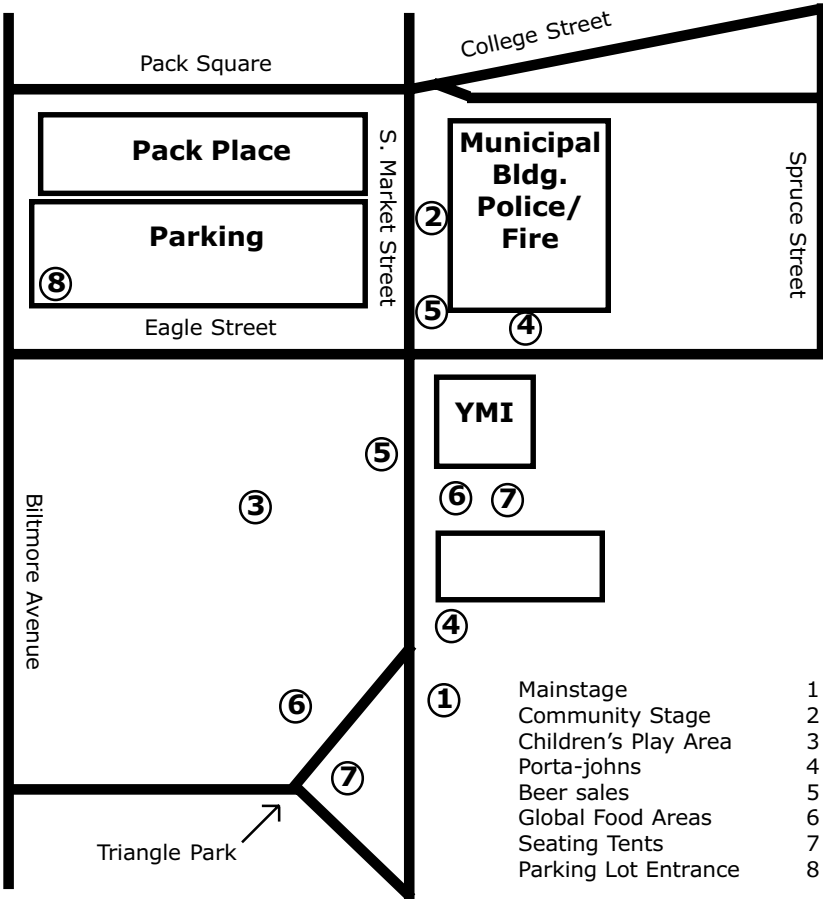 College Street
Pack Square
Pack Place
S. Market Street
Municipal
Bldg.
Police/
Fire
Spruce Street
2
Parking
8
5
4
Eagle Street
YMI
5
6
7
3
Biltmore Avenue
4
6
1
7
Triangle Park
Mainstage 1
Community Stage 2
Children’s Play Area 3
Porta-johns 4
Beer sales 5
Global Food Areas 6
Seating Tents 7
Parking Lot Entrance 8